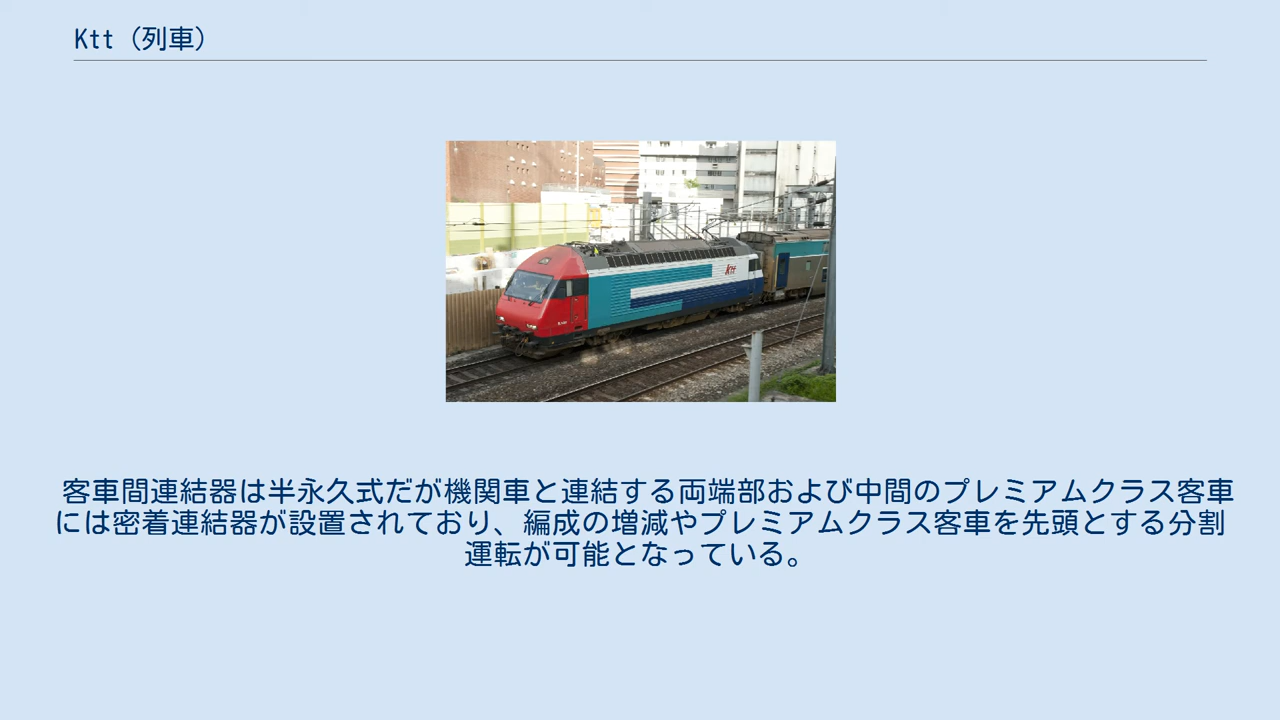 Ktt（列車）
Ktt
客車間連結器は半永久式だが機関車と連結する両端部および中間のプレミアムクラス客車
には密着連結器が設置されており、編成の増減やプレミアムクラス客車を先頭とする分割
運転が可能となっている。